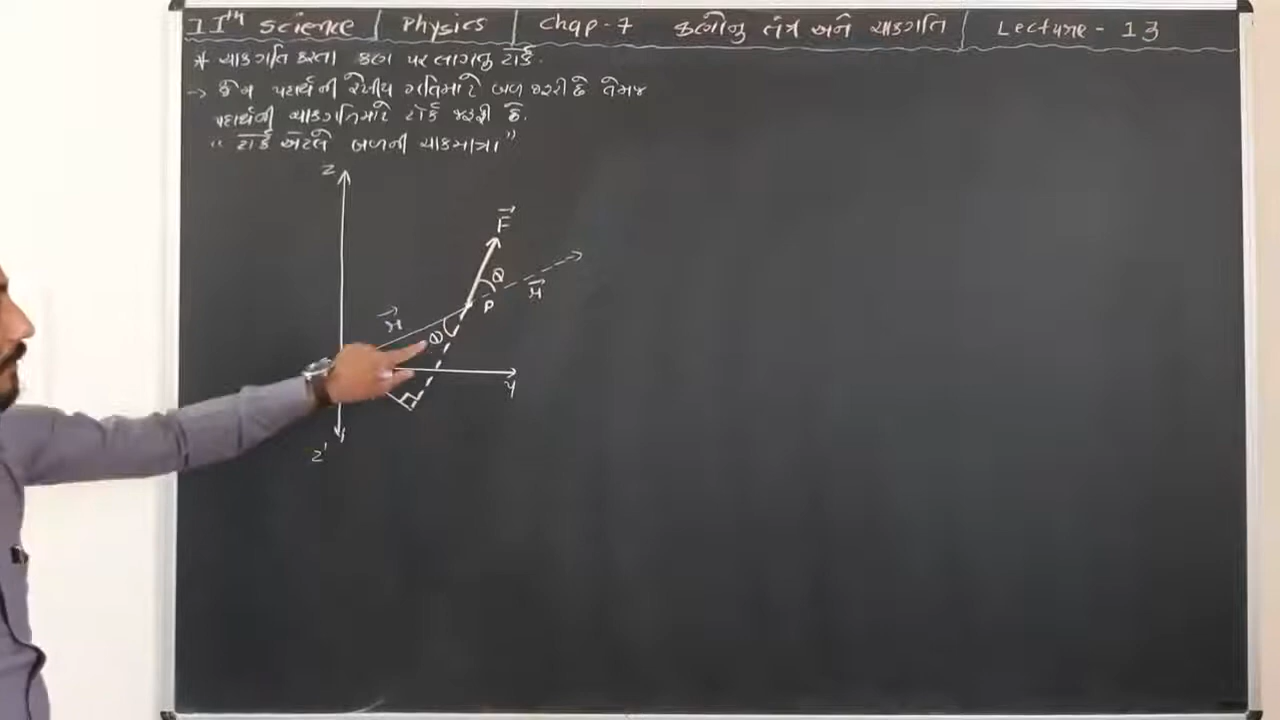 11th Science | Physics | Chap-7 કણોનુ તંત્ર અને ચાકગતિ | Lecture - 13
* ચાકગતિ કરતા કણ પર લાગતુ ટૉર્ક.
→ જેમ પદાર્થની રેખીય ગતિમાટે બળ જરૂરી છે તેમજ
પદાર્થની ચાકગતિમાટે ટૉર્ક જરૂરી છે.
“ ટૉર્ક એટલે બળની ચાકમાત્રા”
Z
F
θ
r
P
r
θ
y
Z'